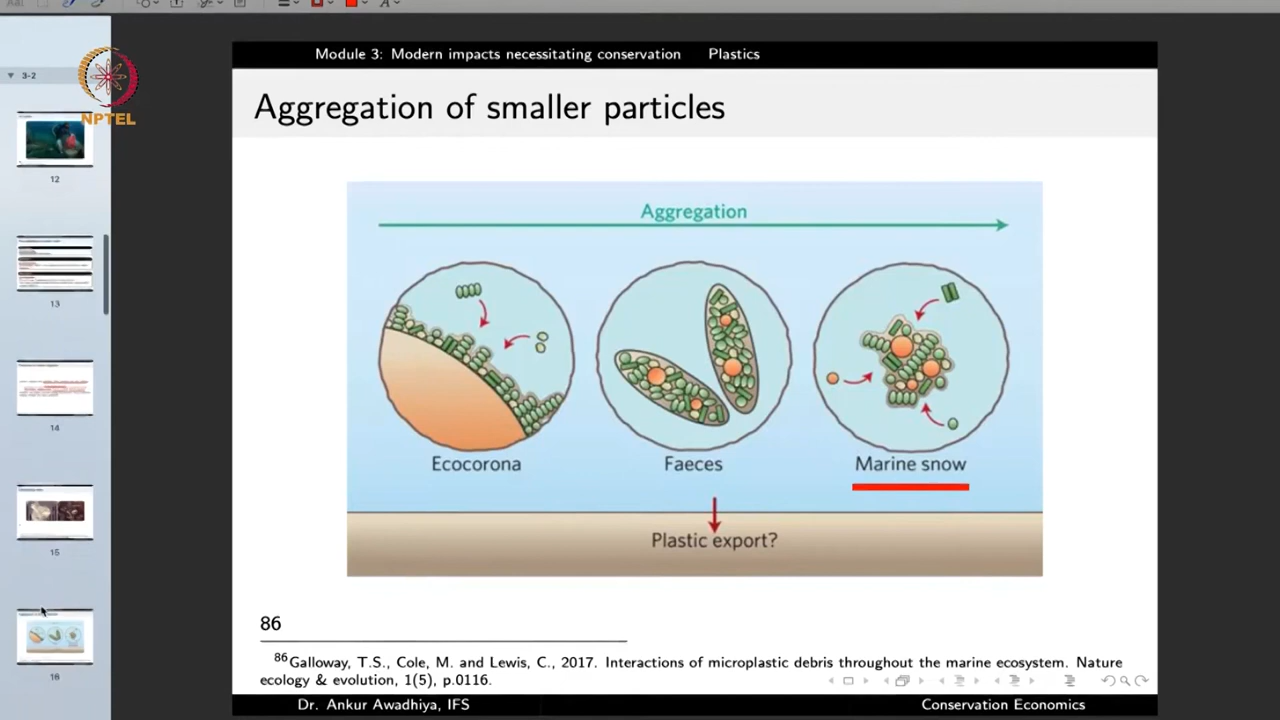 Module 3: Modern impacts necessitating conservation Plastics
3-2
NPTEL
12
13
14
15
16
Aggregation of smaller particles
Aggregation
Ecocorona
Faeces
Marine snow
Plastic export?
86
86Galloway, T.S., Cole, M. and Lewis, C., 2017. Interactions of microplastic debris throughout the marine ecosystem. Nature
ecology & evolution, 1(5), p.0116.
Dr. Ankur Awadhiya, IFS
Conservation Economics